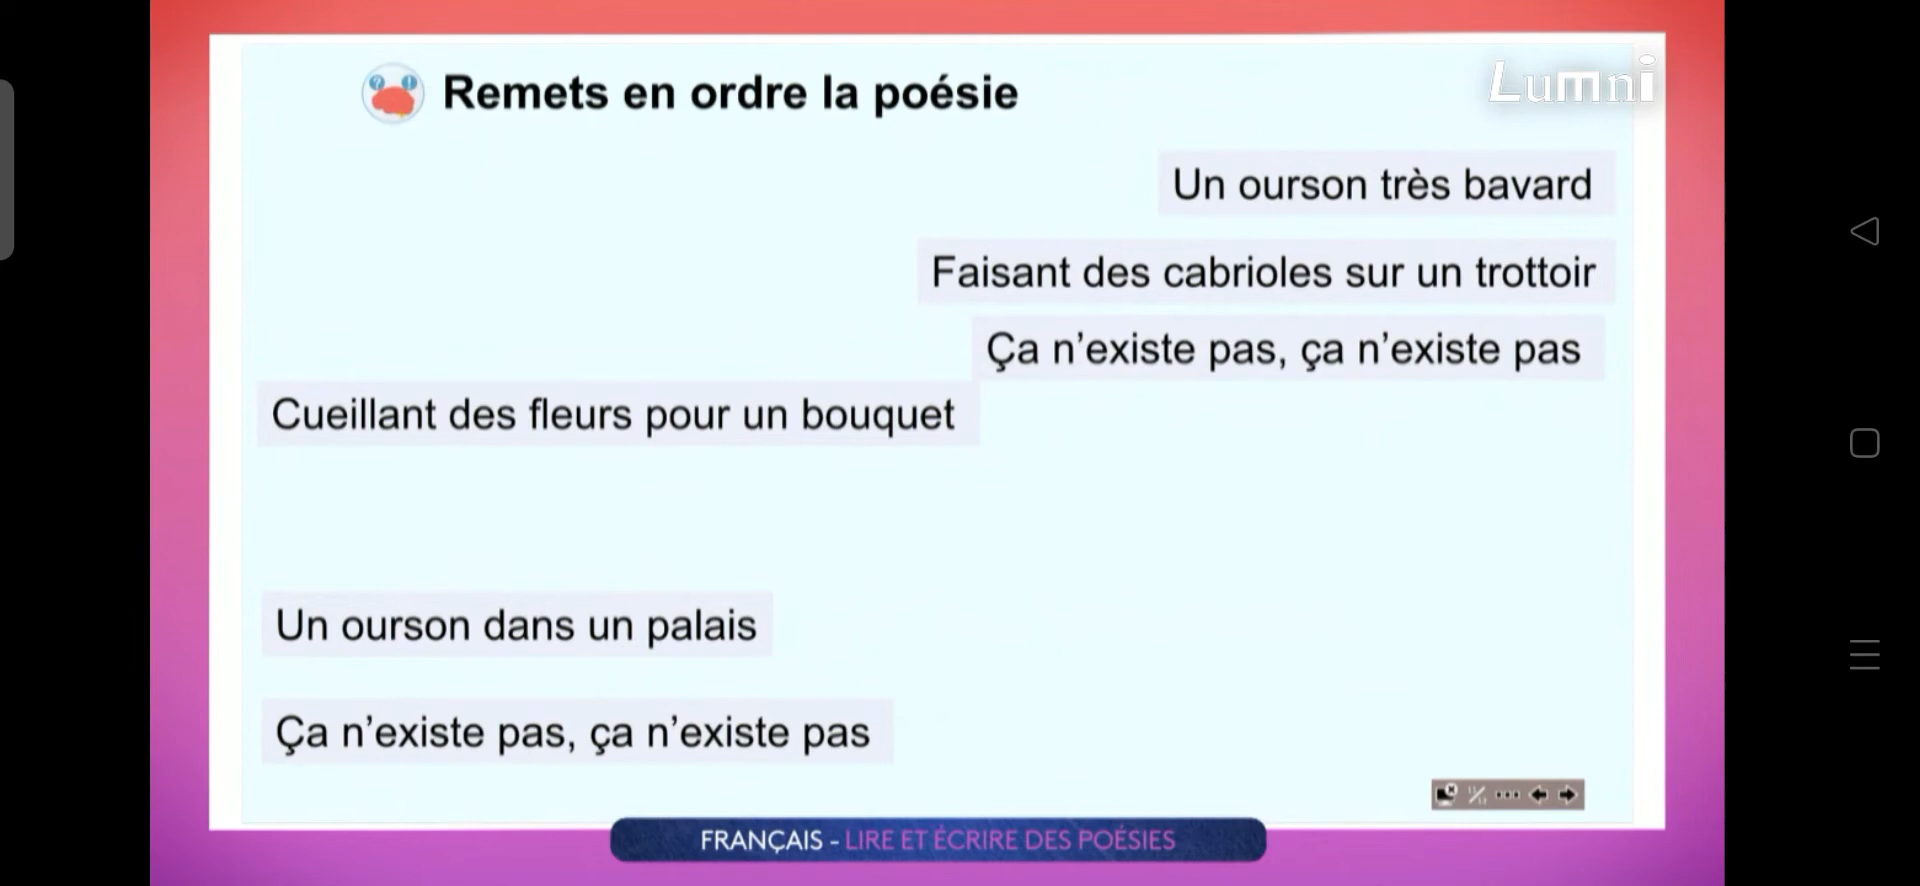 Remets en ordre la poésie
Lumni
Un ourson très bavard
Faisant des cabrioles sur un trottoir
Ça n'existe pas, ça n'existe pas
Cueillant des fleurs pour un bouquet
Un ourson dans un palais
Ça n'existe pas, ça n'existe pas
FRANÇAIS - LIRE ET ÉCRIRE DES POÉSIES